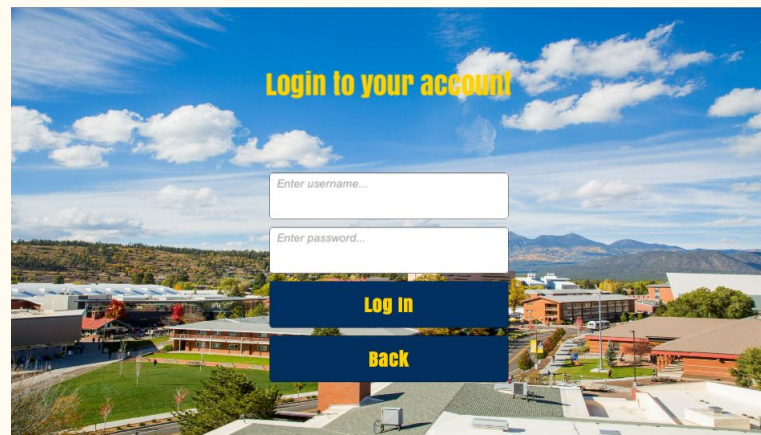 Login to your account
Enter username...
Enter password...
Log In
Back